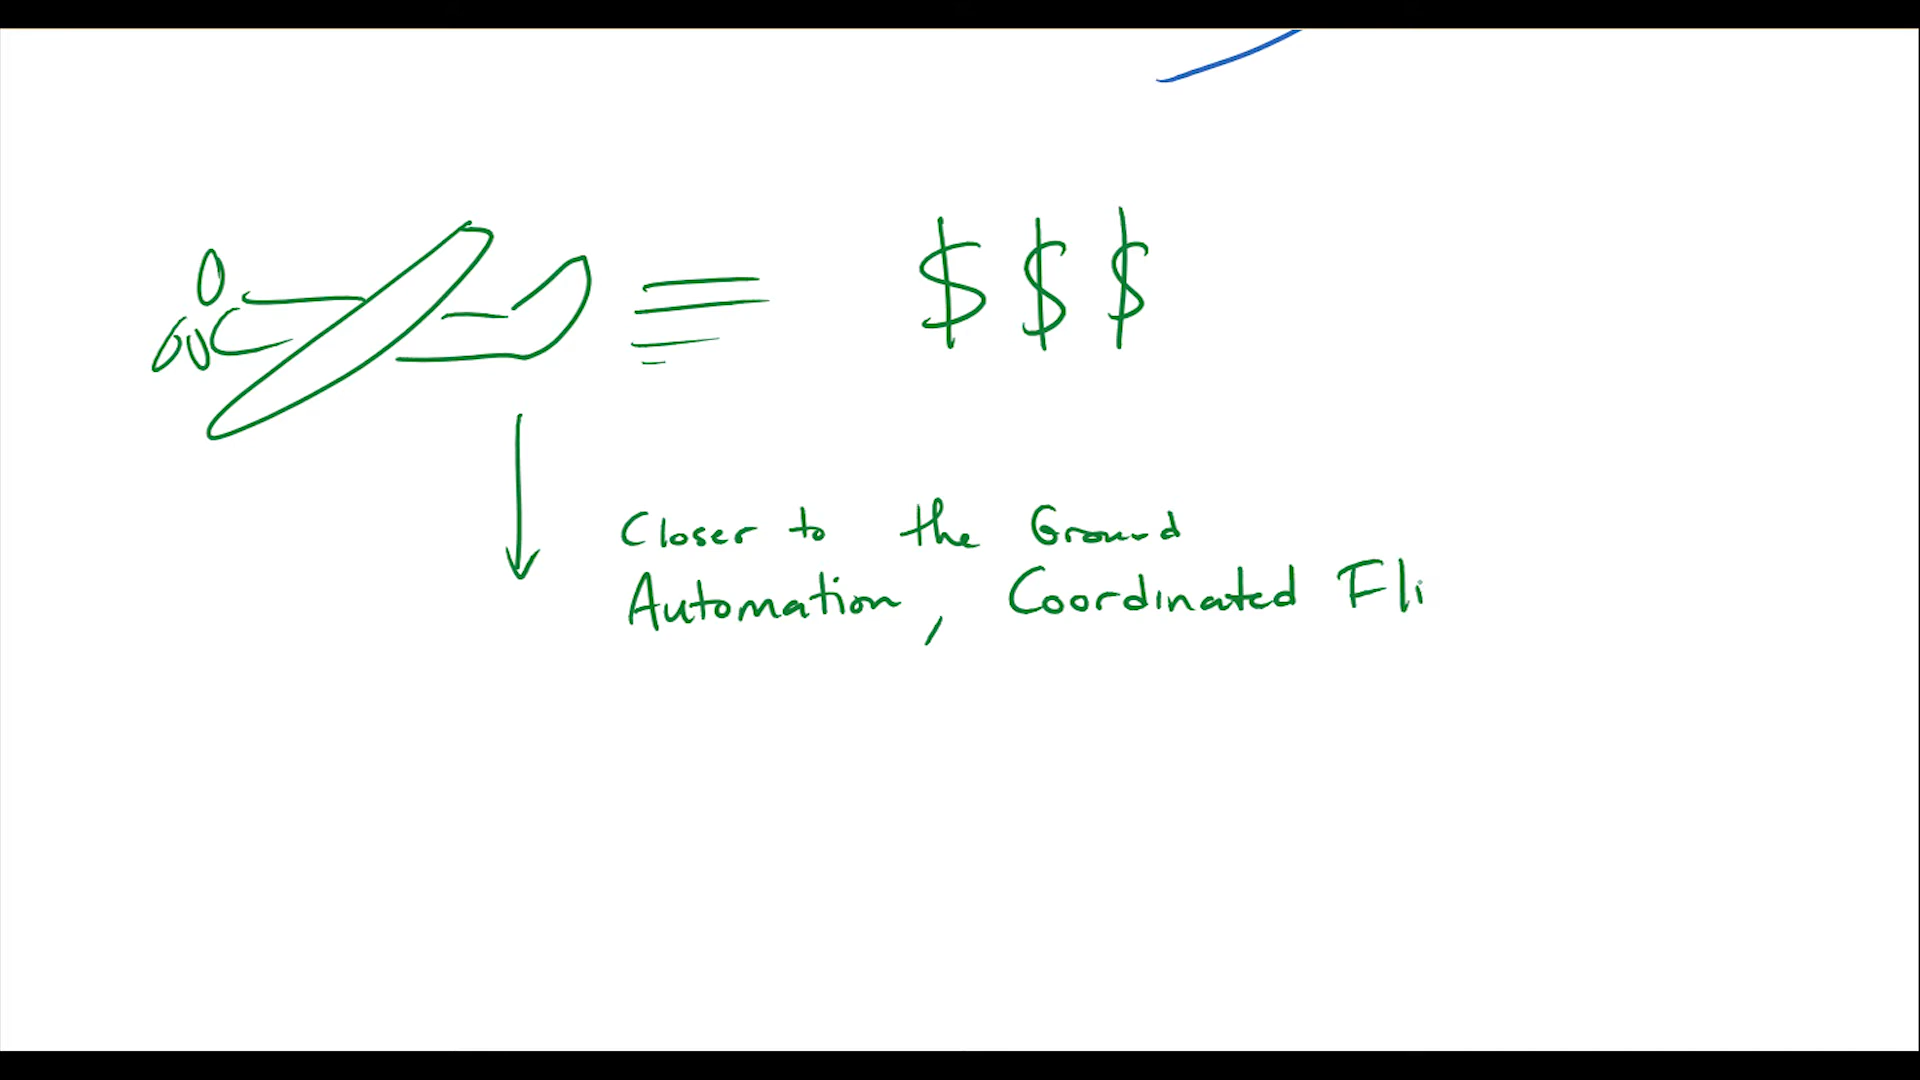 $ $ $
Closer to the Ground
Automation, Coordinated Fli